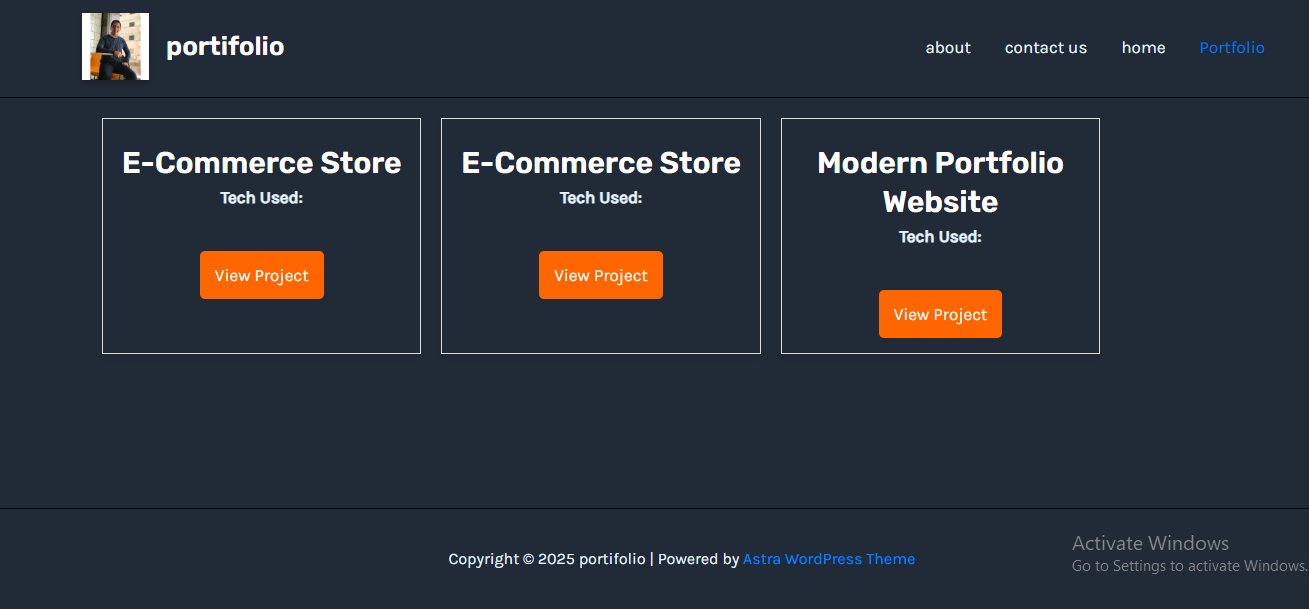 portifolio
about contact us home Portfolio
E-Commerce Store
Tech Used:
View Project
E-Commerce Store
Tech Used:
View Project
Modern Portfolio
Website
Tech Used:
View Project
Copyright © 2025 portifolio | Powered by Astra WordPress Theme
Activate Windows
Go to Settings to activate Windows.